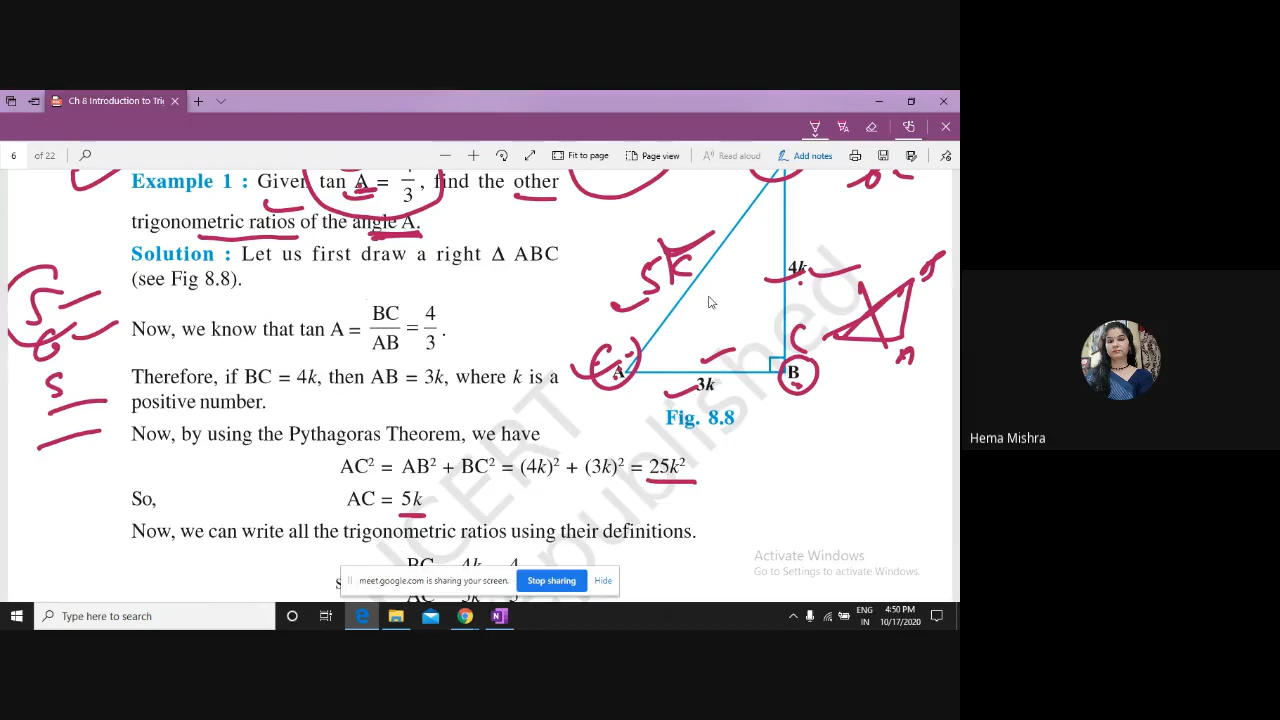 Ch 8 Introduction to Trig
6 of 22
Fit to page
Page view
Read aloud
Add notes
Example 1 : Given tan A = 4/3, find the other
trigonometric ratios of the angle A.
Solution : Let us first draw a right Δ ABC
(see Fig 8.8).
Now, we know that tan A = BC/AB = 4/3.
Therefore, if BC = 4k, then AB = 3k, where k is a
positive number.
Now, by using the Pythagoras Theorem, we have
AC² = AB² + BC² = (4k)² + (3k)² = 25k²
So, AC = 5k
Now, we can write all the trigonometric ratios using their definitions.
5K
4k
A
3k
B
C
Fig. 8.8
NCERT
republished
Hema Mishra
Activate Windows
Go to Settings to activate Windows.
meet.google.com is sharing your screen.
Stop sharing
Hide
Type here to search
ENG
IN
4:50 PM
10/17/2020